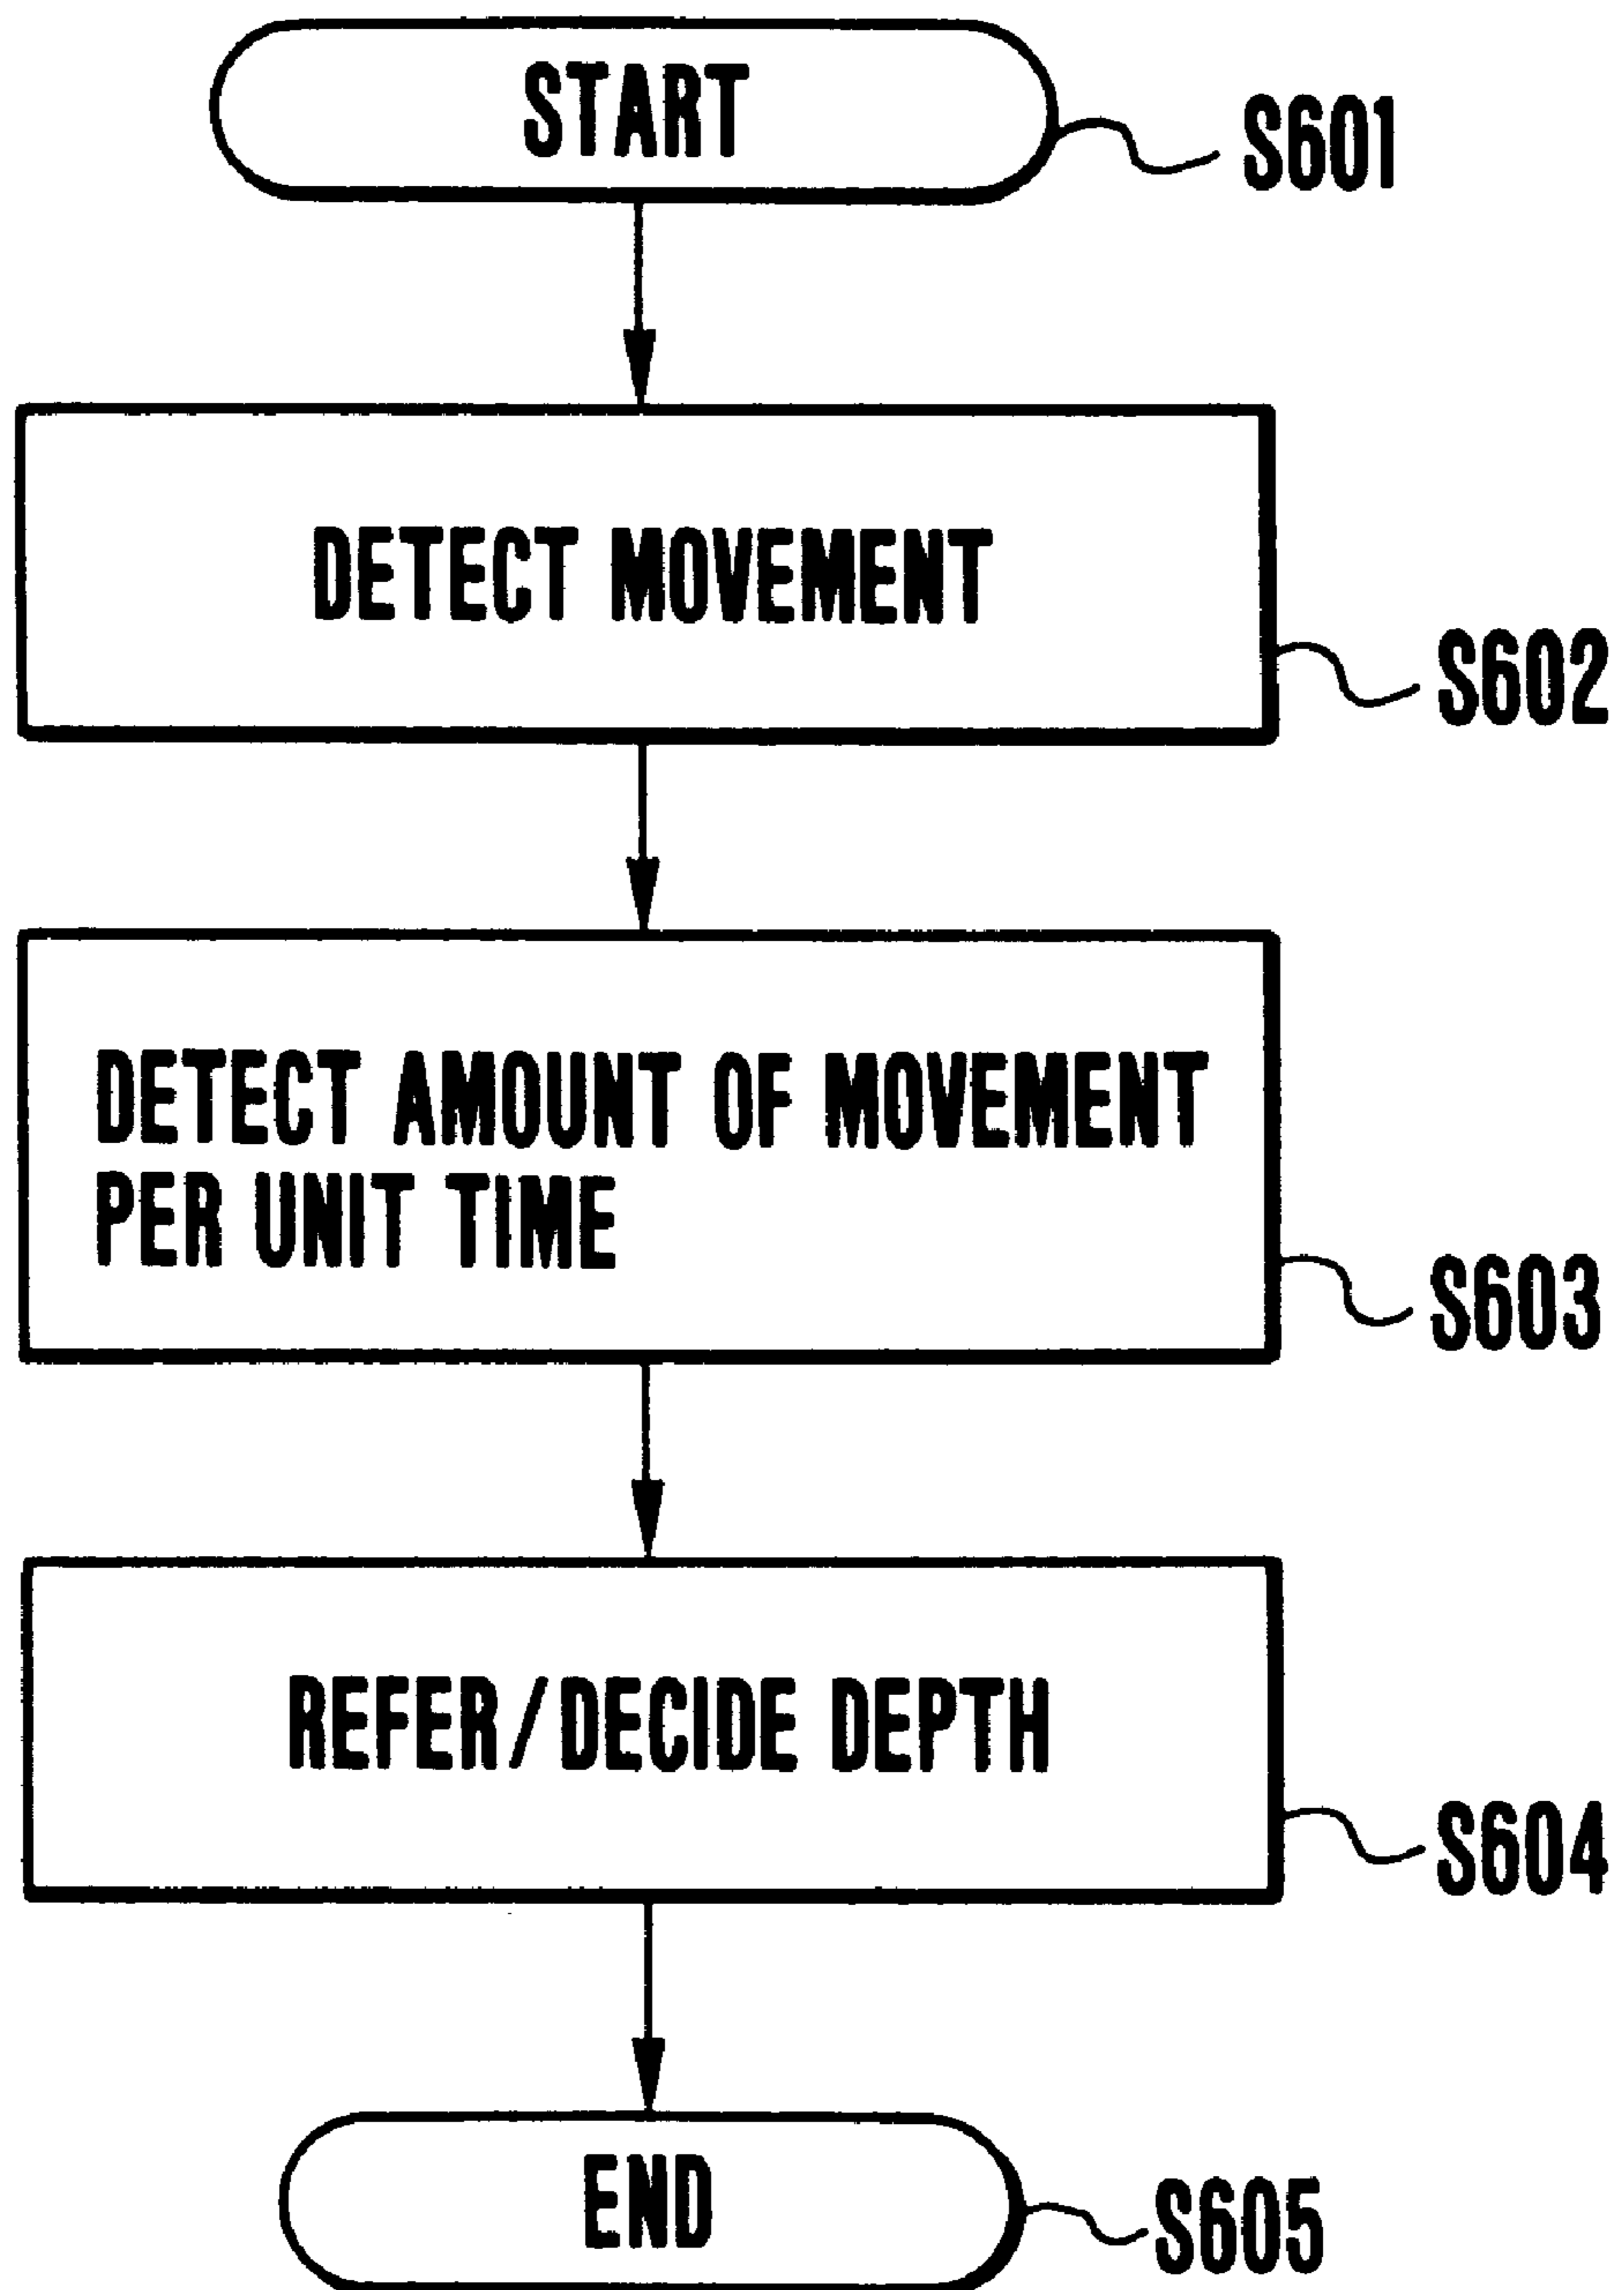 START
S601
DETECT MOVEMENT
S602
DETECT AMOUNT OF MOVEMENT
PER UNIT TIME
S603
REFER/DECIDE DEPTH
S604
END
S605